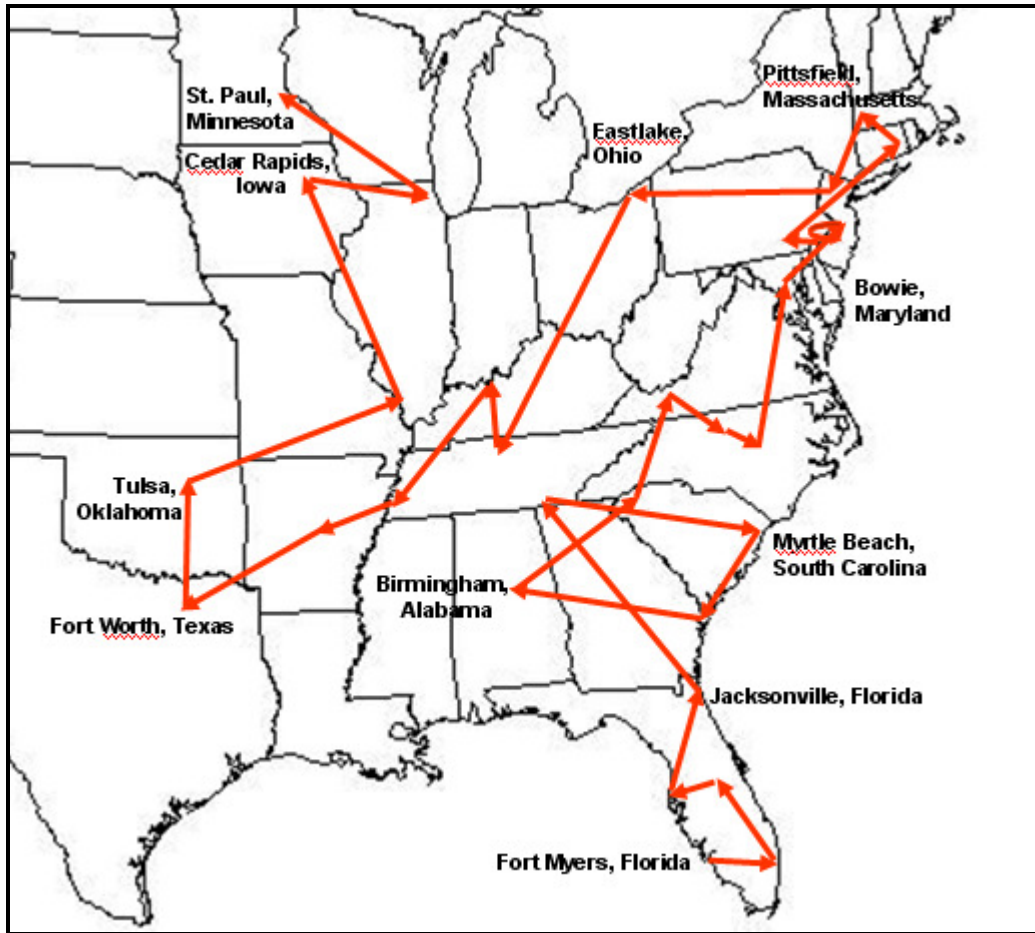 Pittsfield,
Massachusetts
St. Paul,
Minnesota
Eastlake,
Ohio
Cedar Rapids,
Iowa
Bowie,
Maryland
Tulsa,
Oklahoma
Myrtle Beach,
South Carolina
Birmingham,
Alabama
Fort Worth, Texas
Jacksonville, Florida
Fort Myers, Florida